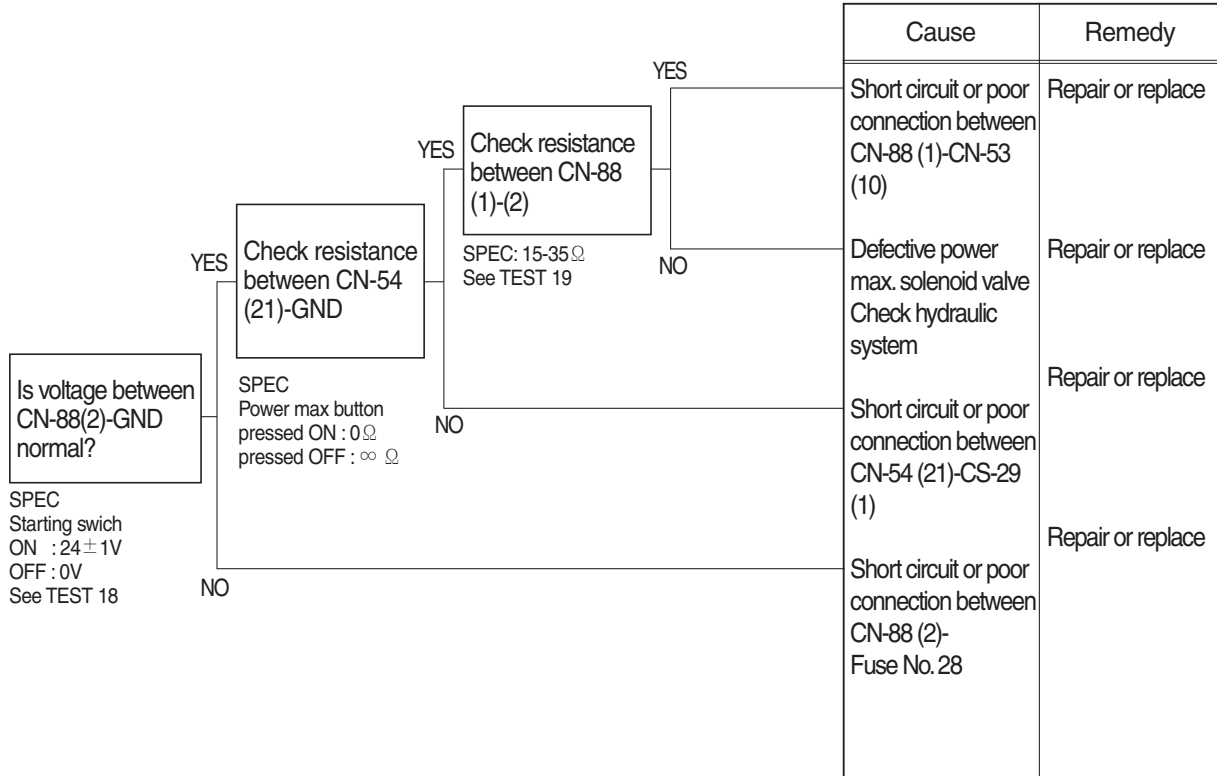 Cause
Remedy
YES
Short circuit or poor
connection between
CN-88 (1)-CN-53
(10)
Repair or replace
YES
Check resistance
between CN-88
(1)-(2)
SPEC: 15-35Ω
See TEST 19
NO
Defective power
max. solenoid valve
Check hydraulic
system
Repair or replace
YES
Check resistance
between CN-54
(21)-GND
SPEC
Power max button
pressed ON : 0Ω
pressed OFF : ∞ Ω
NO
Short circuit or poor
connection between
CN-54 (21)-CS-29
(1)
Repair or replace
Is voltage between
CN-88(2)-GND
normal?
SPEC
Starting swich
ON : 24±1V
OFF : 0V
See TEST 18
NO
Short circuit or poor
connection between
CN-88 (2)-
Fuse No. 28
Repair or replace